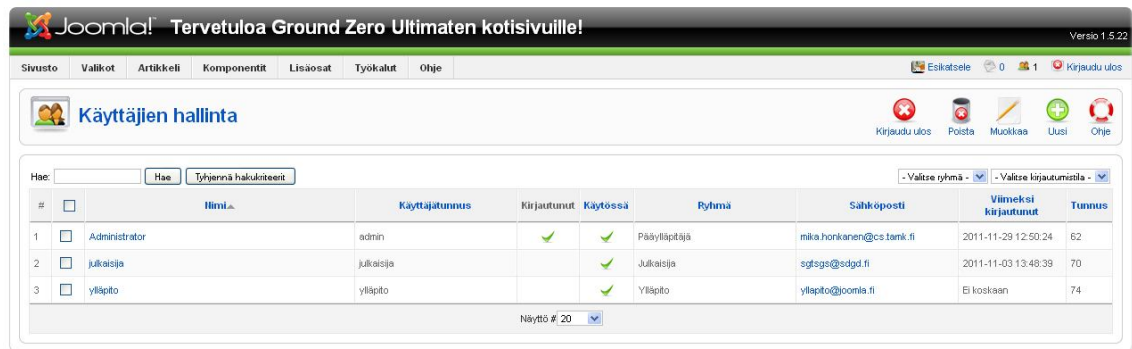 Joomla! Tervetuloa Ground Zero Ultimaten kotisivuille!
Versio 1.5.22
Sivusto Valikot Artikkeli Komponentit Lisäosat Työkalut Ohje Esikatsele 0 1 Kirjaudu ulos
Käyttäjien hallinta
Kirjaudu ulos Poista Muokkaa Uusi Ohje
Hae: Hae Tyhjennä hakukriteerit - Valitse ryhmä - - Valitse kirjautumistila -
# Nimi Käyttäjätunnus Kirjautunut Käytössä Ryhmä Sähköposti Viimeksi kirjautunut Tunnus
1 Administrator admin Pääylläpitäjä mika.honkanen@cs.tamk.fi 2011-11-29 12:50:24 62
2 julkaisija julkaisija Julkaisija sgtsgs@sdgd.fi 2011-11-03 13:48:39 70
3 ylläpito ylläpito Ylläpito yllapito@joomla.fi Ei koskaan 74
Näyttö # 20